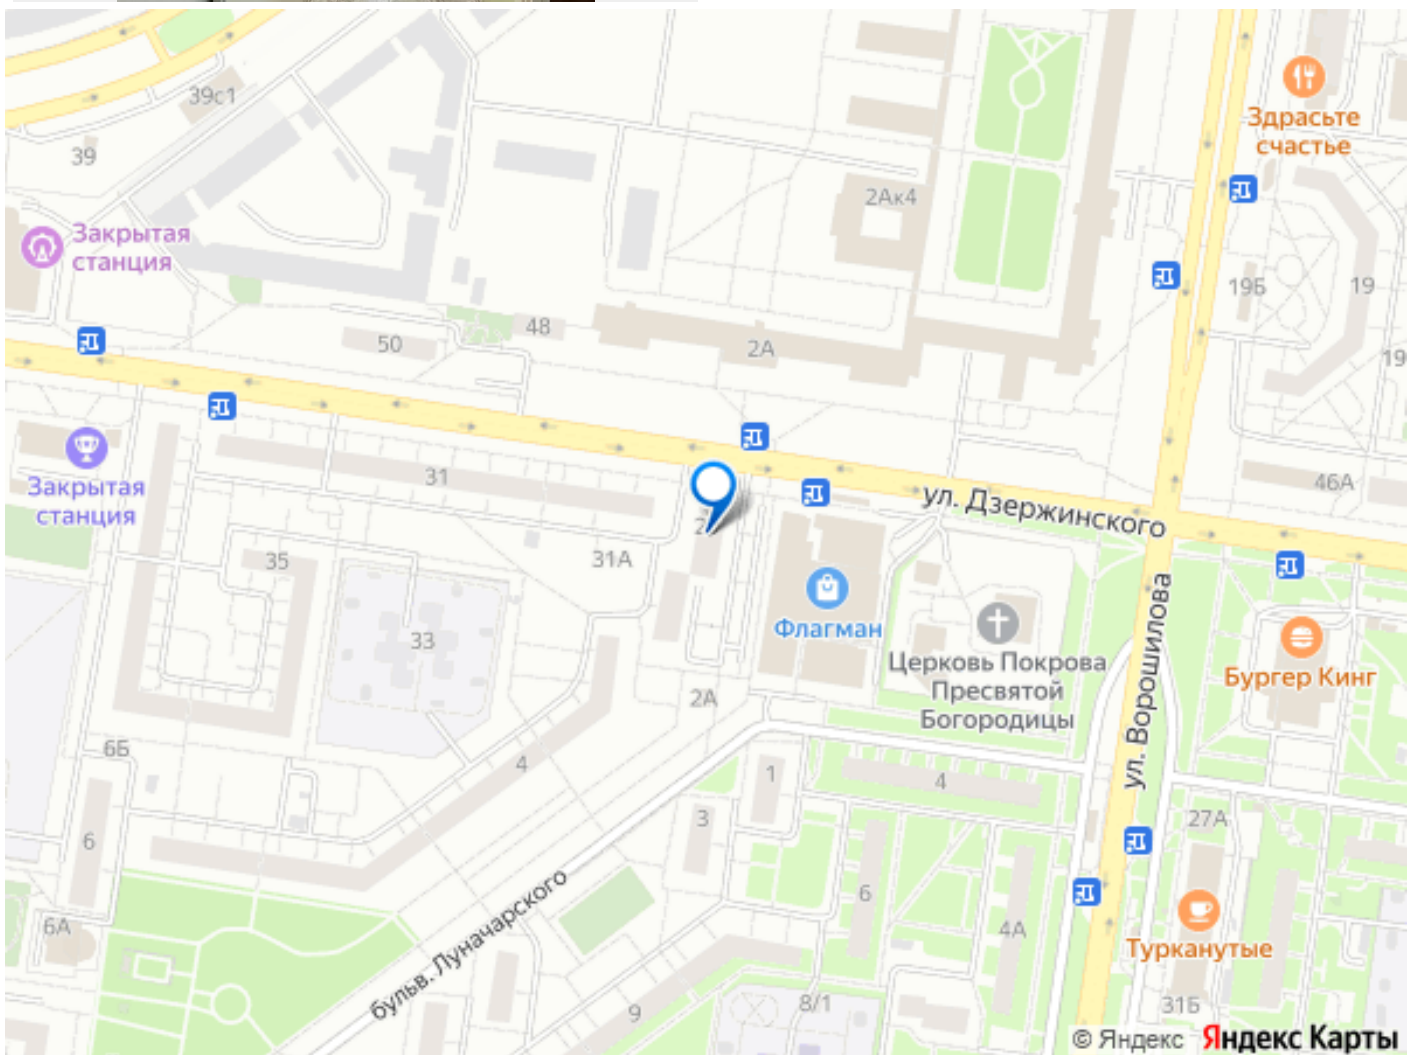 39с1
39
Здрасьте
счастье
2Ак4
Закрытая
станция
19Б
19
48
50
2А
19
31
46А
Закрытая
станция
ул. Дзержинского
31А
35
33
Флагман
Церковь Покрова
Пресвятой
Богородицы
ул. Ворошилова
Бургер Кинг
2А
6Б
4
1
4
3
27А
6
6
бульв. Луначарского
6А
4А
Турканутые
9
8/1
31Б
© Яндекс Яндекс Карты